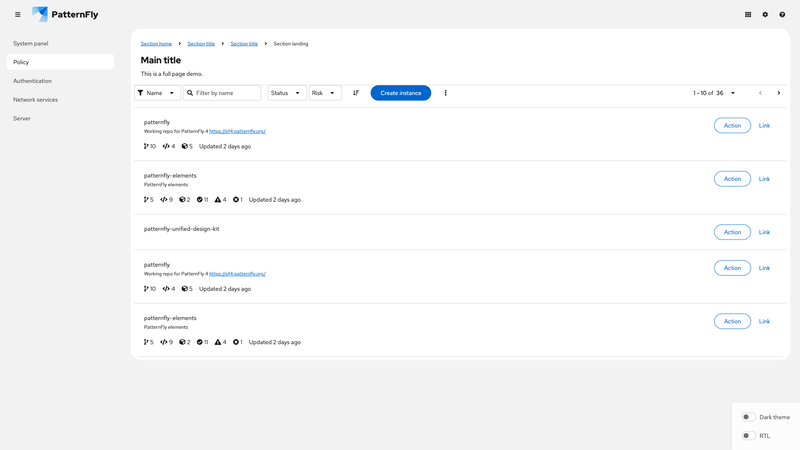 PatternFly
System panel
Policy
Authentication
Network services
Server
Section home Section title Section title Section landing
Main title
This is a full page demo.
Name Filter by name Status Risk Create instance 1 - 10 of 36
patternfly
Working repo for PatternFly 4 https://pf4.patternfly.org/
10 4 5 Updated 2 days ago
Action Link
patternfly-elements
PatternFly elements
5 9 2 11 4 1 Updated 2 days ago
Action Link
patternfly-unified-design-kit
Action Link
patternfly
Working repo for PatternFly 4 https://pf4.patternfly.org/
10 4 5 Updated 2 days ago
Action Link
patternfly-elements
PatternFly elements
5 9 2 11 4 1 Updated 2 days ago
Action Link
Dark theme
RTL